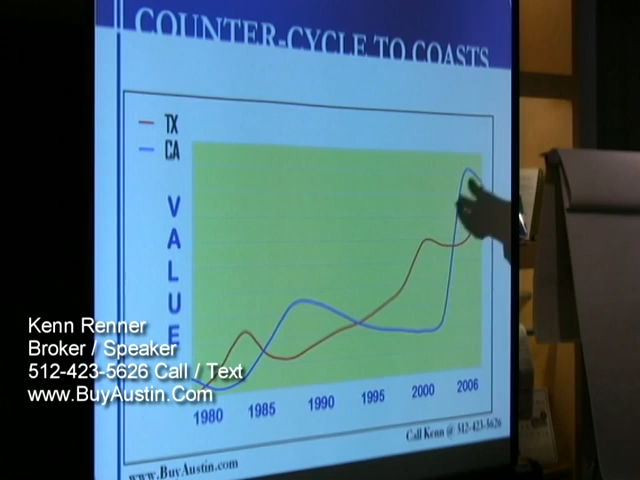 COUNTER-CYCLE TO COASTS
TX
CA
VALUE
1980 1985 1990 1995 2000 2006
Call Kenn @ 512-423-5626
www.BuyAustin.com
Kenn Renner
Broker / Speaker
512-423-5626 Call / Text
www.BuyAustin.Com